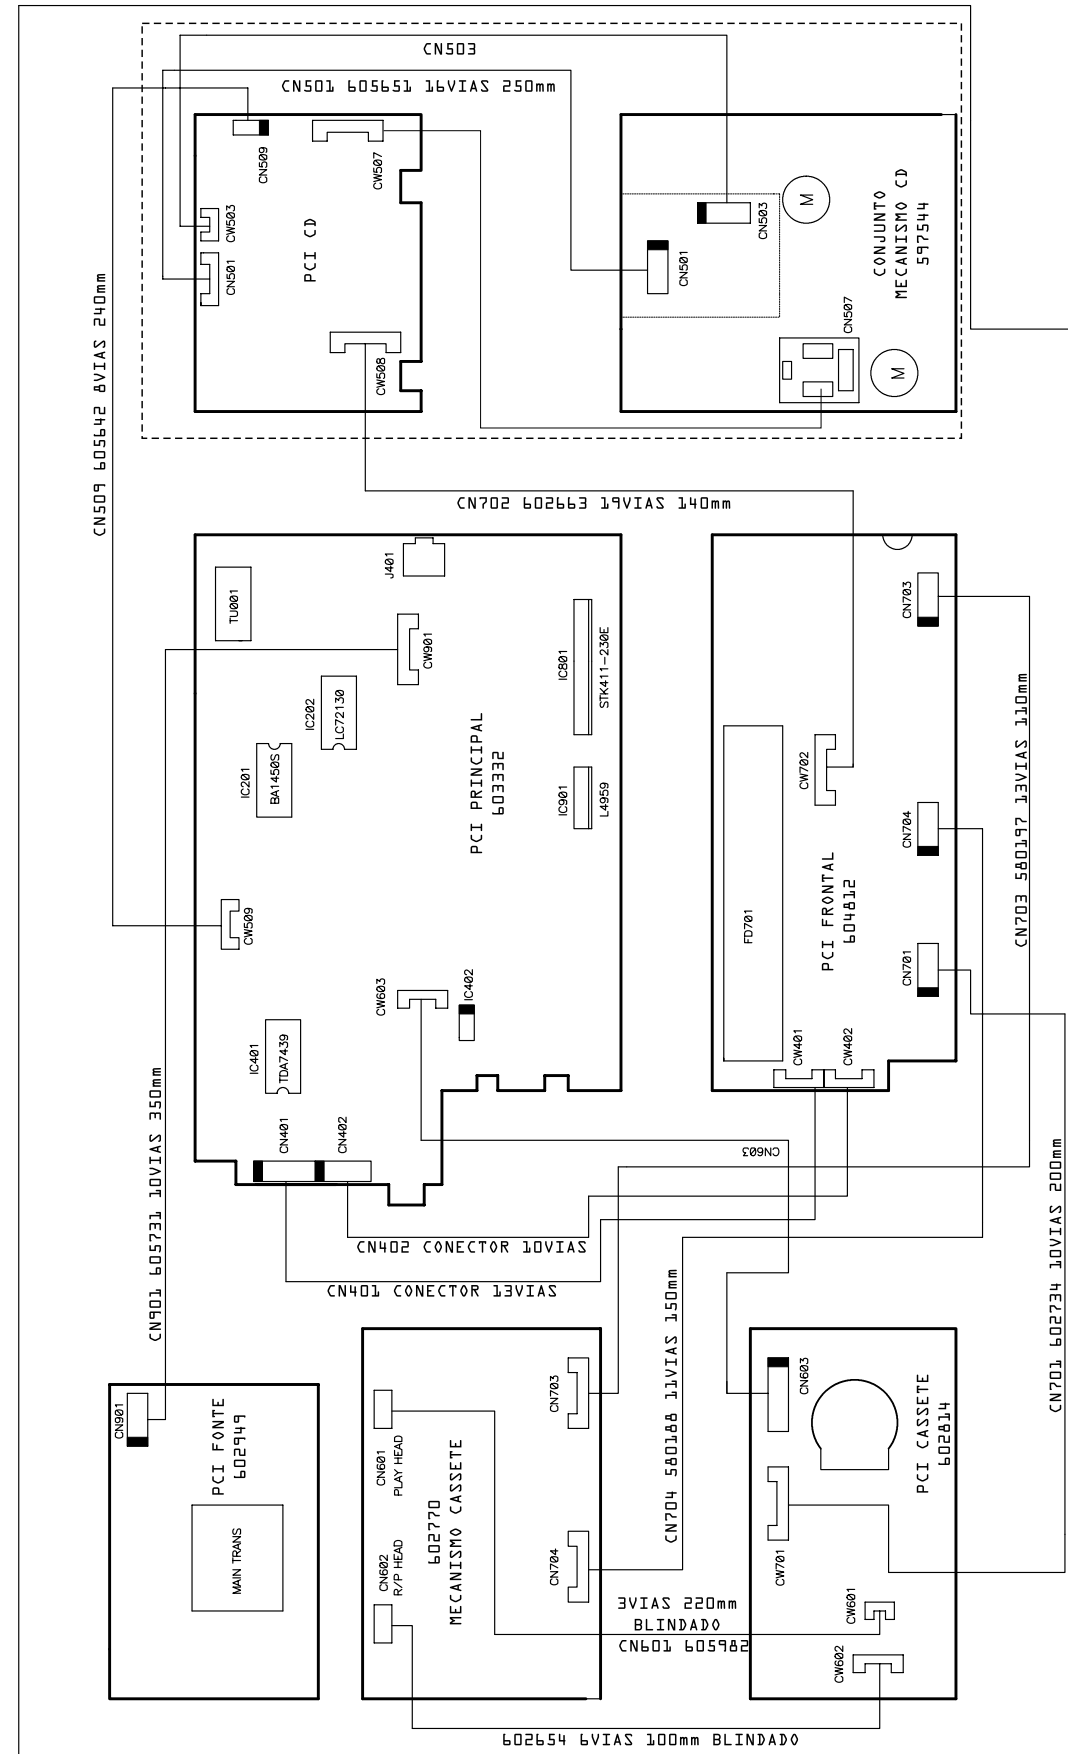 CN503
CN501 605651 16VIAS 250mm
CN509
CW507
CW503
CN501
PCI CD
CW508
CN503
CN501
M
CONJUNTO
MECANISMO CD
597544
CN507
M
CN509 605642 8VIAS 240mm
CN702 602663 19VIAS 140mm
TU001
J401
CW901
IC202
LC72130
IC201
BA1450S
IC801
STK411-230E
PCI PRINCIPAL
603332
IC901
L4959
CW509
CW603
IC402
IC401
TDA7439
CN401
CN402
CN703
CW702
CN704
FD701
PCI FRONTAL
604812
CN701
CW401
CW402
CN703 580197 13VIAS 110mm
CN603
CN402 CONECTOR 10VIAS
CN401 CONECTOR 13VIAS
CN901 605731 10VIAS 350mm
CN704 580188 11VIAS 150mm
CN701 602734 10VIAS 200mm
CN901
PCI FONTE
602949
MAIN TRANS
CN601
PLAY HEAD
CN602
R/P HEAD
602770
MECANISMO CASSETE
CN703
CN704
CN603
PCI CASSETE
602814
CW701
CW601
CW602
3VIAS 220mm
BLINDADO
CN601 605982
602654 6VIAS 100mm BLINDADO